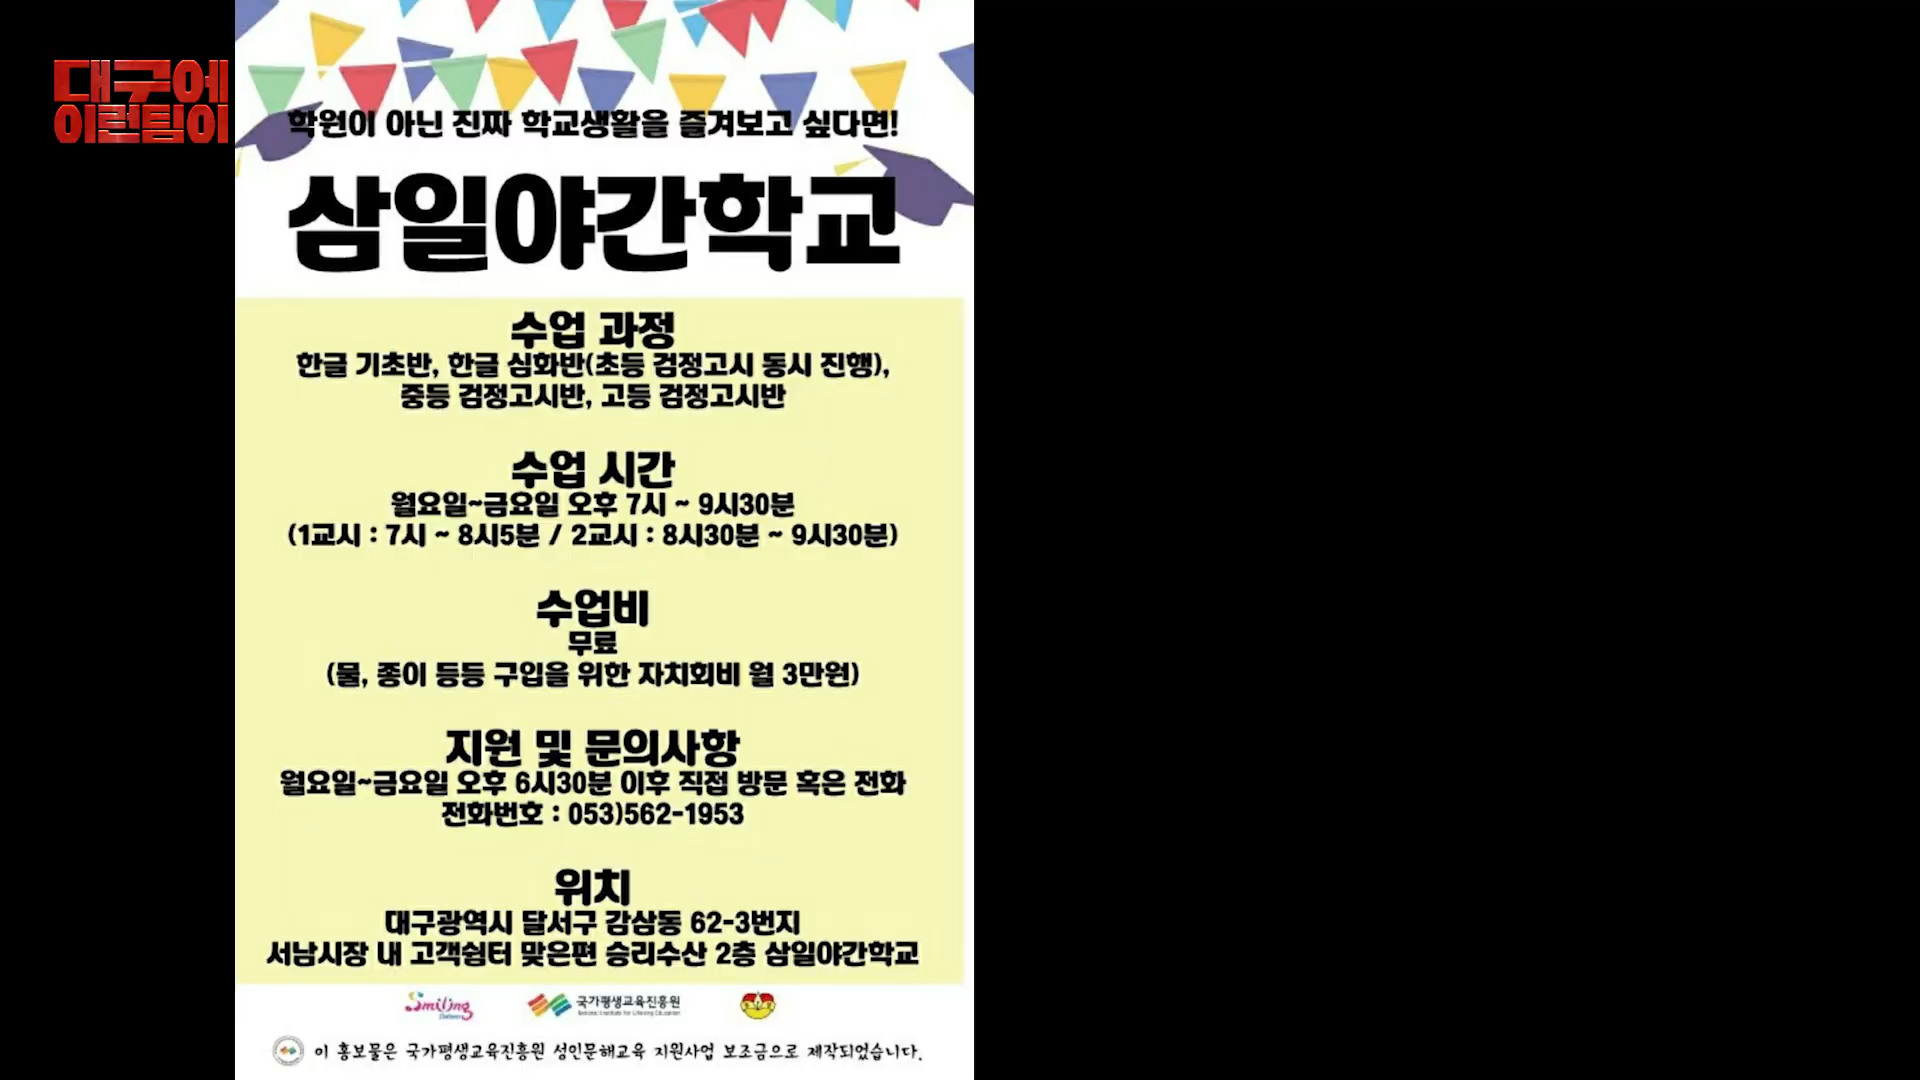 대구에
이런팀이
학원이 아닌 진짜 학교생활을 즐겨보고 싶다면!
삼일야간학교
수업 과정
한글 기초반, 한글 심화반(초등 검정고시 동시 진행),
중등 검정고시반, 고등 검정고시반
수업 시간
월요일~금요일 오후 7시 ~ 9시30분
(1교시 : 7시 ~ 8시5분 / 2교시 : 8시30분 ~ 9시30분)
수업비
무료
(물, 종이 등등 구입을 위한 자치회비 월 3만원)
지원 및 문의사항
월요일~금요일 오후 6시30분 이후 직접 방문 혹은 전화
전화번호 : 053)562-1953
위치
대구광역시 달서구 감삼동 62-3번지
서남시장 내 고객쉼터 맞은편 승리수산 2층 삼일야간학교
Smiling
국가평생교육진흥원
National Institute for Lifelong Education
이 홍보물은 국가평생교육진흥원 성인문해교육 지원사업 보조금으로 제작되었습니다.